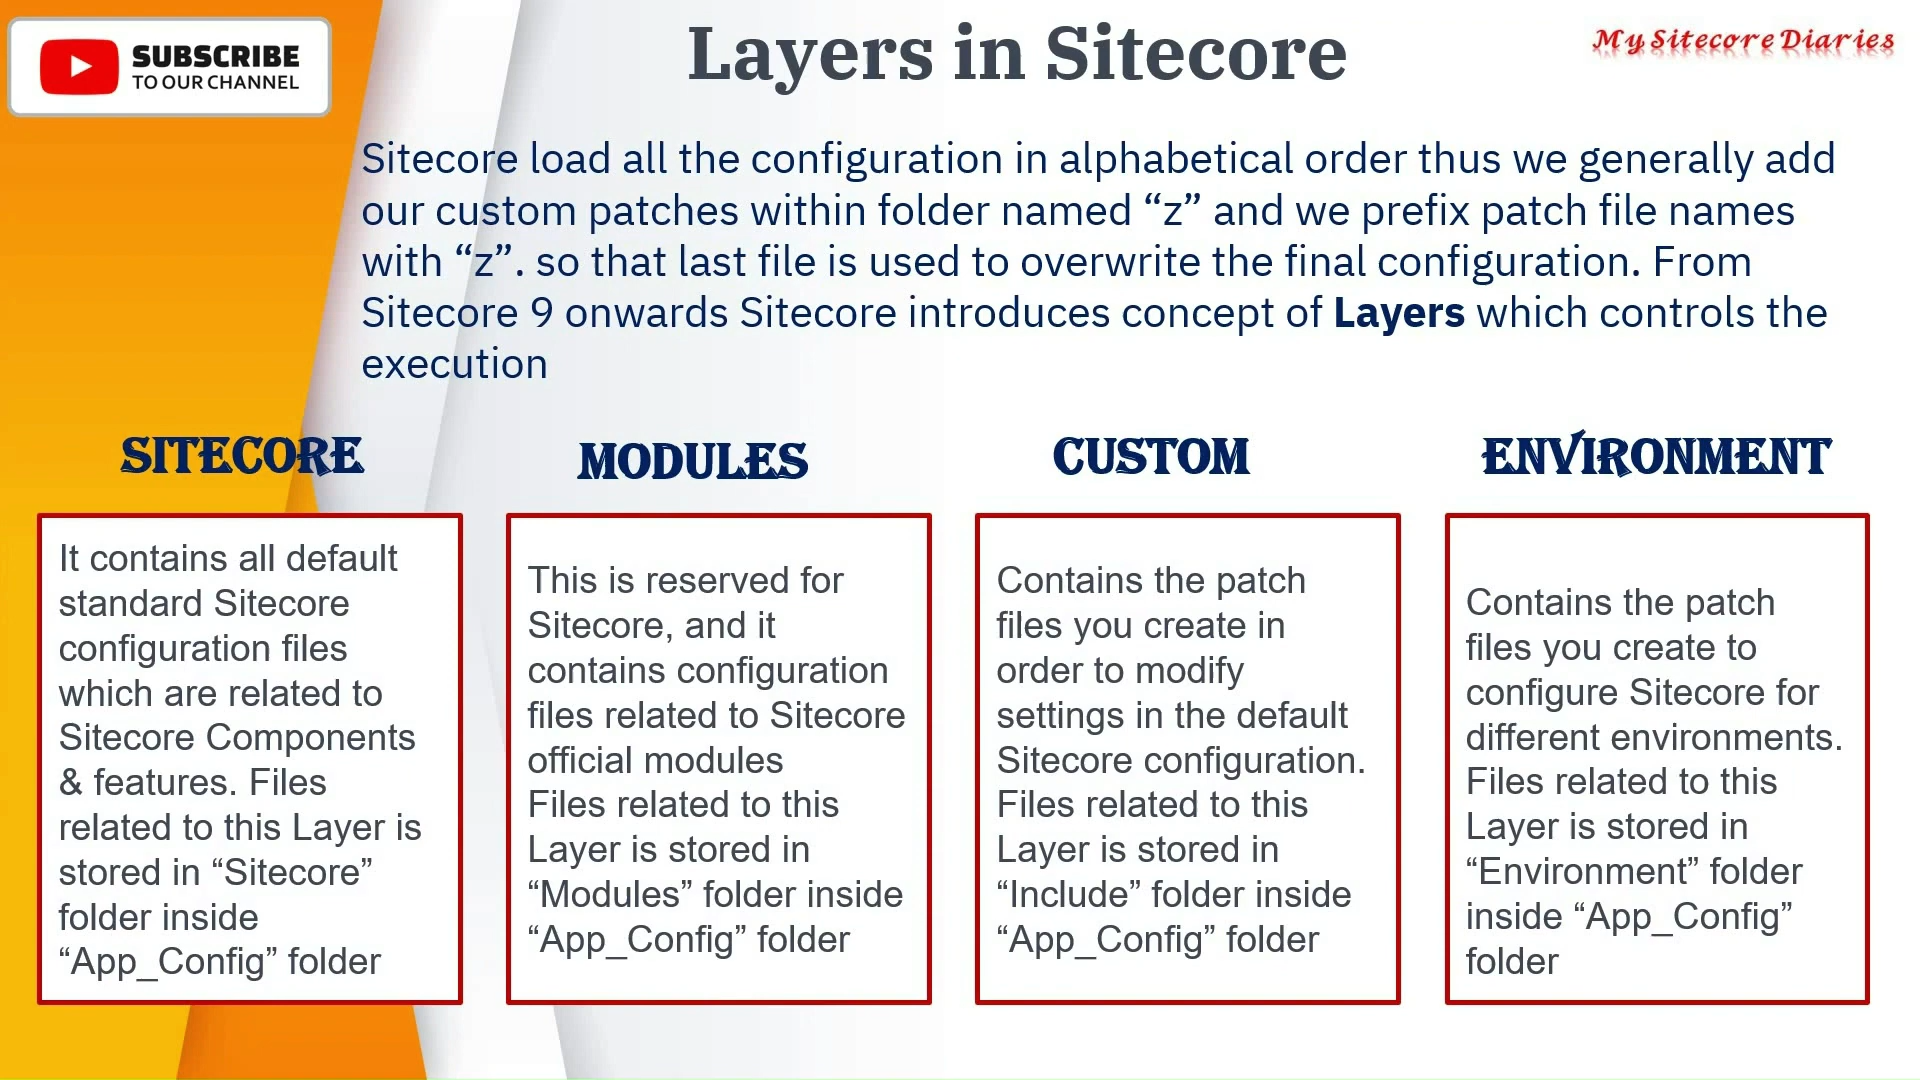 SUBSCRIBE
TO OUR CHANNEL
Layers in Sitecore
My Sitecore Diaries
Sitecore load all the configuration in alphabetical order thus we generally add
our custom patches within folder named “z” and we prefix patch file names
with “z”. so that last file is used to overwrite the final configuration. From
Sitecore 9 onwards Sitecore introduces concept of Layers which controls the
execution
SITECORE
It contains all default
standard Sitecore
configuration files
which are related to
Sitecore Components
& features. Files
related to this Layer is
stored in “Sitecore”
folder inside
“App_Config” folder
MODULES
This is reserved for
Sitecore, and it
contains configuration
files related to Sitecore
official modules
Files related to this
Layer is stored in
“Modules” folder inside
“App_Config” folder
CUSTOM
Contains the patch
files you create in
order to modify
settings in the default
Sitecore configuration.
Files related to this
Layer is stored in
“Include” folder inside
“App_Config” folder
ENVIRONMENT
Contains the patch
files you create to
configure Sitecore for
different environments.
Files related to this
Layer is stored in
“Environment” folder
inside “App_Config”
folder